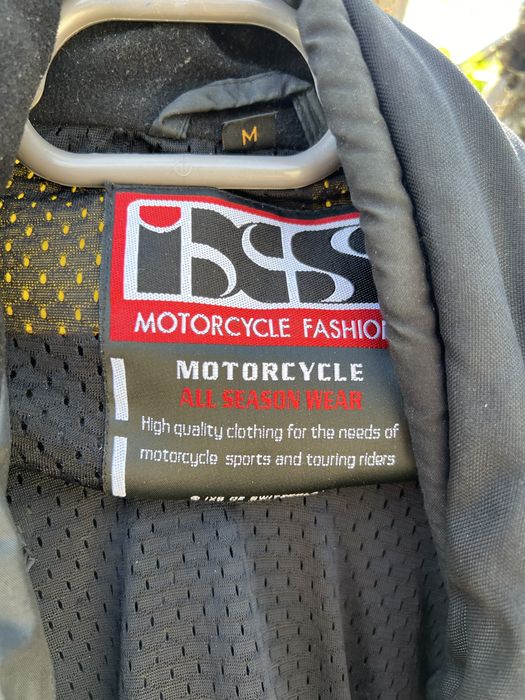 M
iXS
MOTORCYCLE FASHION
MOTORCYCLE
ALL SEASON WEAR
High quality clothing for the needs of
motorcycle sports and touring riders